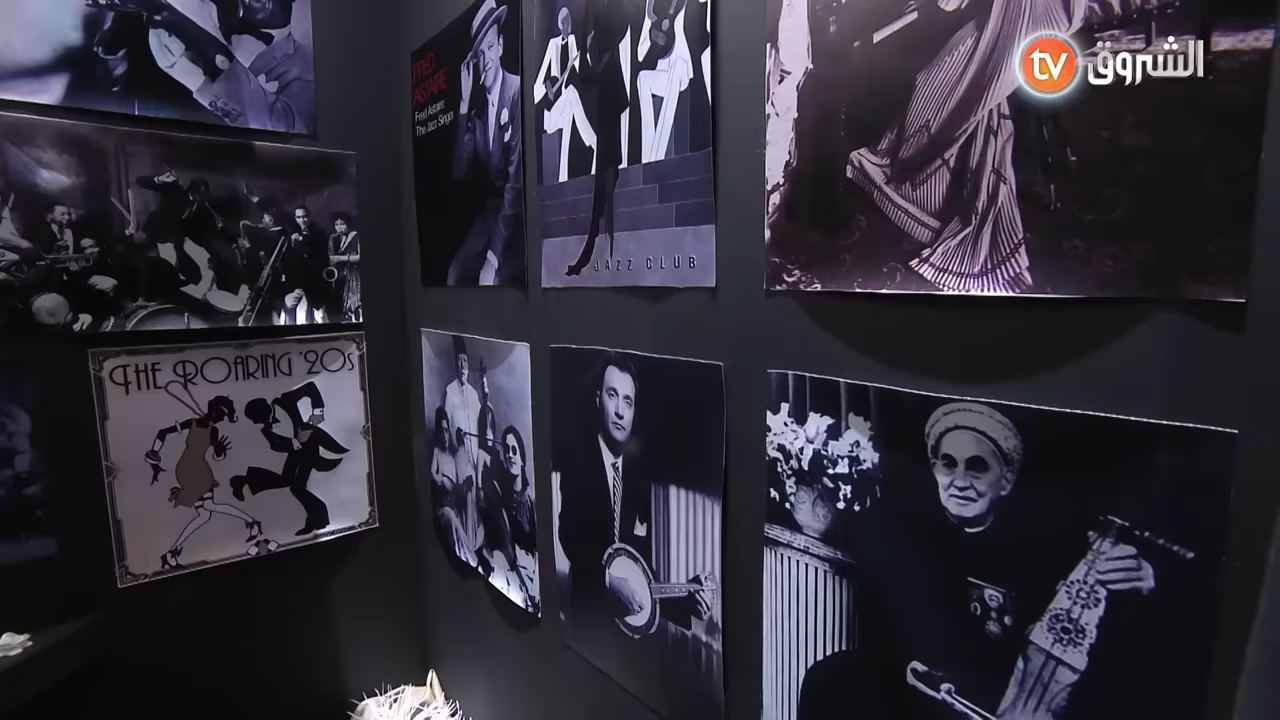 tv الشروق
FRED
ASTAIRE
Fred Astaire:
The Jazz Singer
JAZZ CLUB
THE ROARING '20s